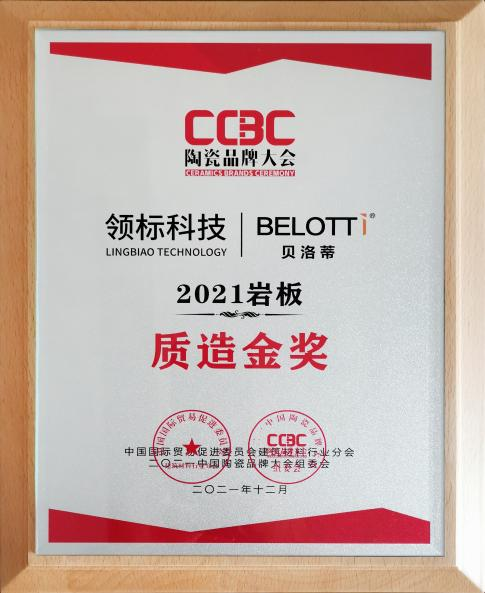 CCBC
陶瓷品牌大会
CERAMICS BRANDS CEREMONY
领标科技
LINGBIAO TECHNOLOGY
BELOTTi®
贝洛蒂
2021岩板
质造金奖
中国国际贸易促进委员会建筑材料行业分会
二〇二一中国陶瓷品牌大会组委会
二〇二一年十二月
CCBC